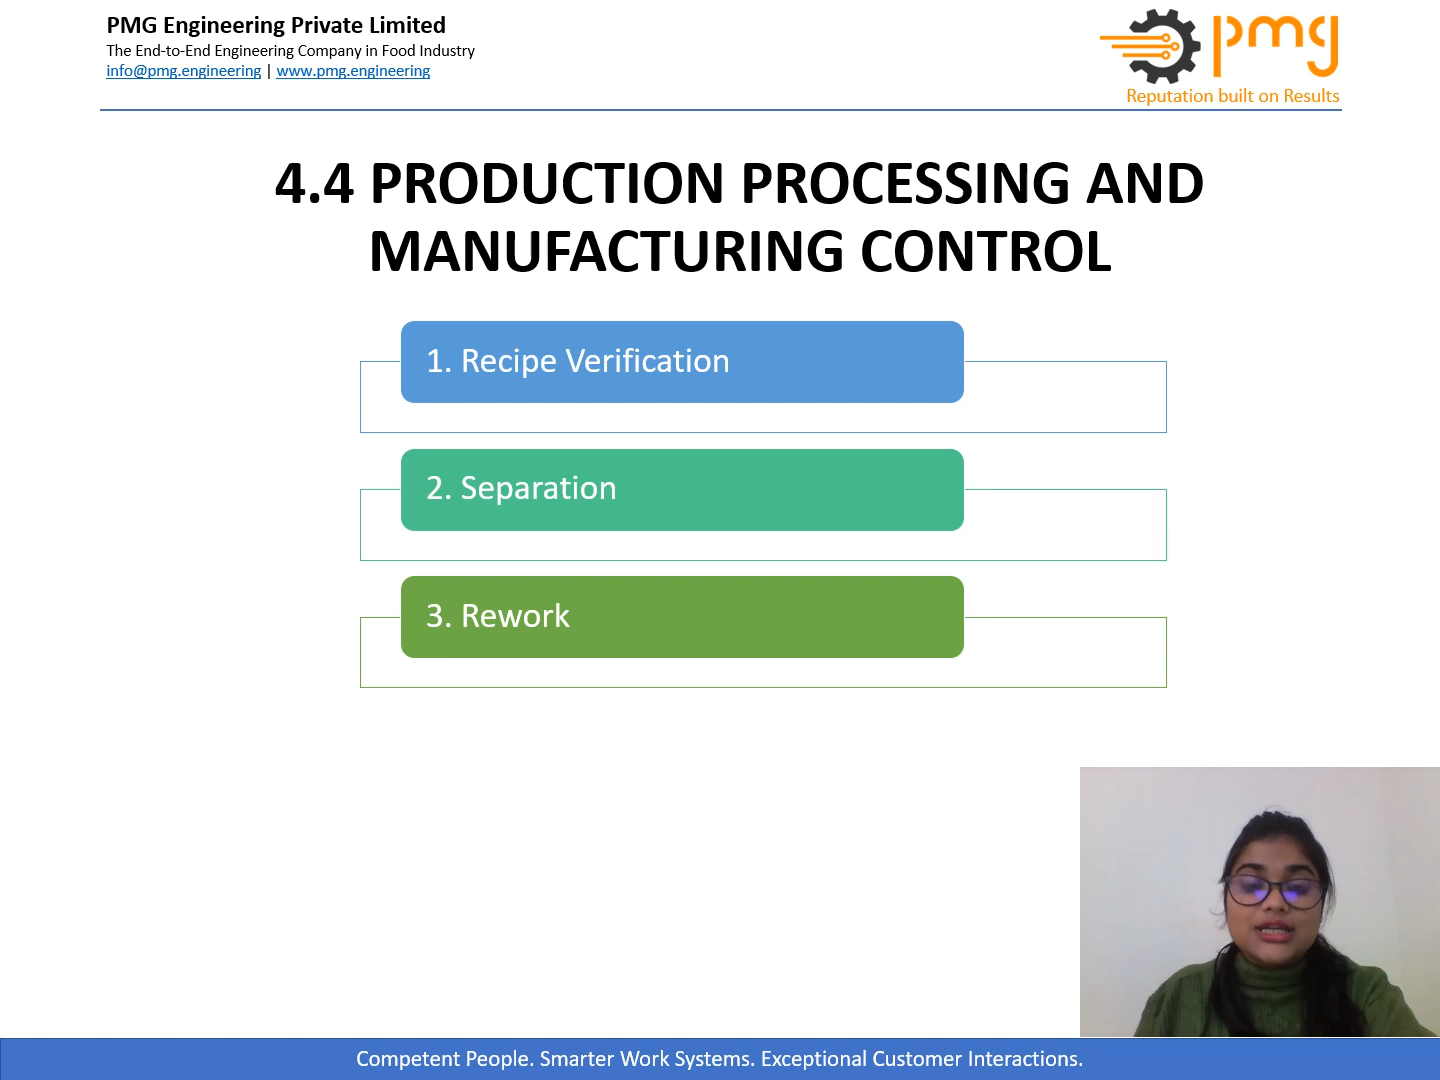 PMG Engineering Private Limited
The End-to-End Engineering Company in Food Industry
info@pmg.engineering | www.pmg.engineering
pmg
Reputation built on Results
4.4 PRODUCTION PROCESSING AND
MANUFACTURING CONTROL
1. Recipe Verification
2. Separation
3. Rework
Competent People. Smarter Work Systems. Exceptional Customer Interactions.